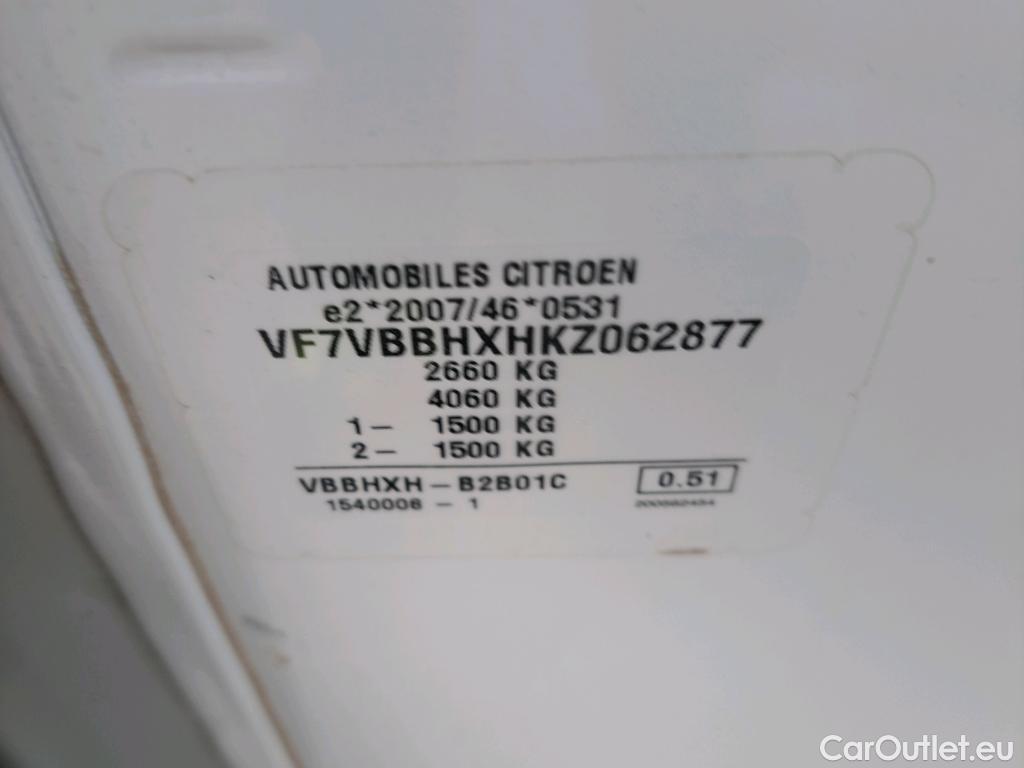 AUTOMOBILES CITROEN
e2*2007/46*0531
VF7VBBHXHKZ062877
2660 KG
4060 KG
1- 1500 KG
2- 1500 KG
VBBHXH-B2B01C 0.51
1540006 - 1
CarOutlet.eu